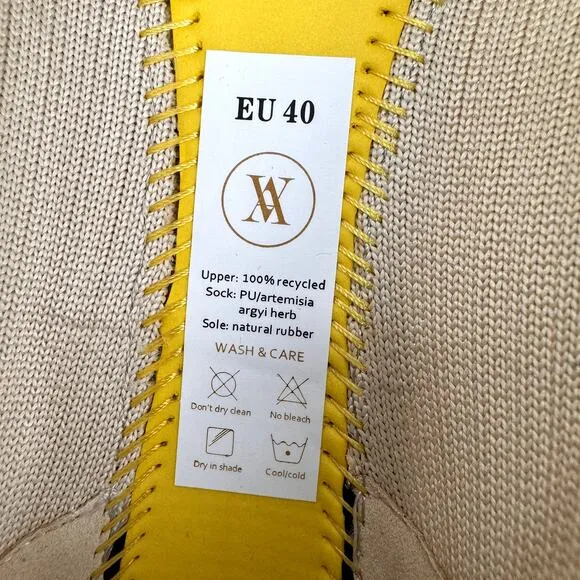 EU 40
Upper: 100% recycled
Sock: PU/artemisia
argyi herb
Sole: natural rubber
WASH & CARE
Don't dry clean
No bleach
Dry in shade
Cool/cold